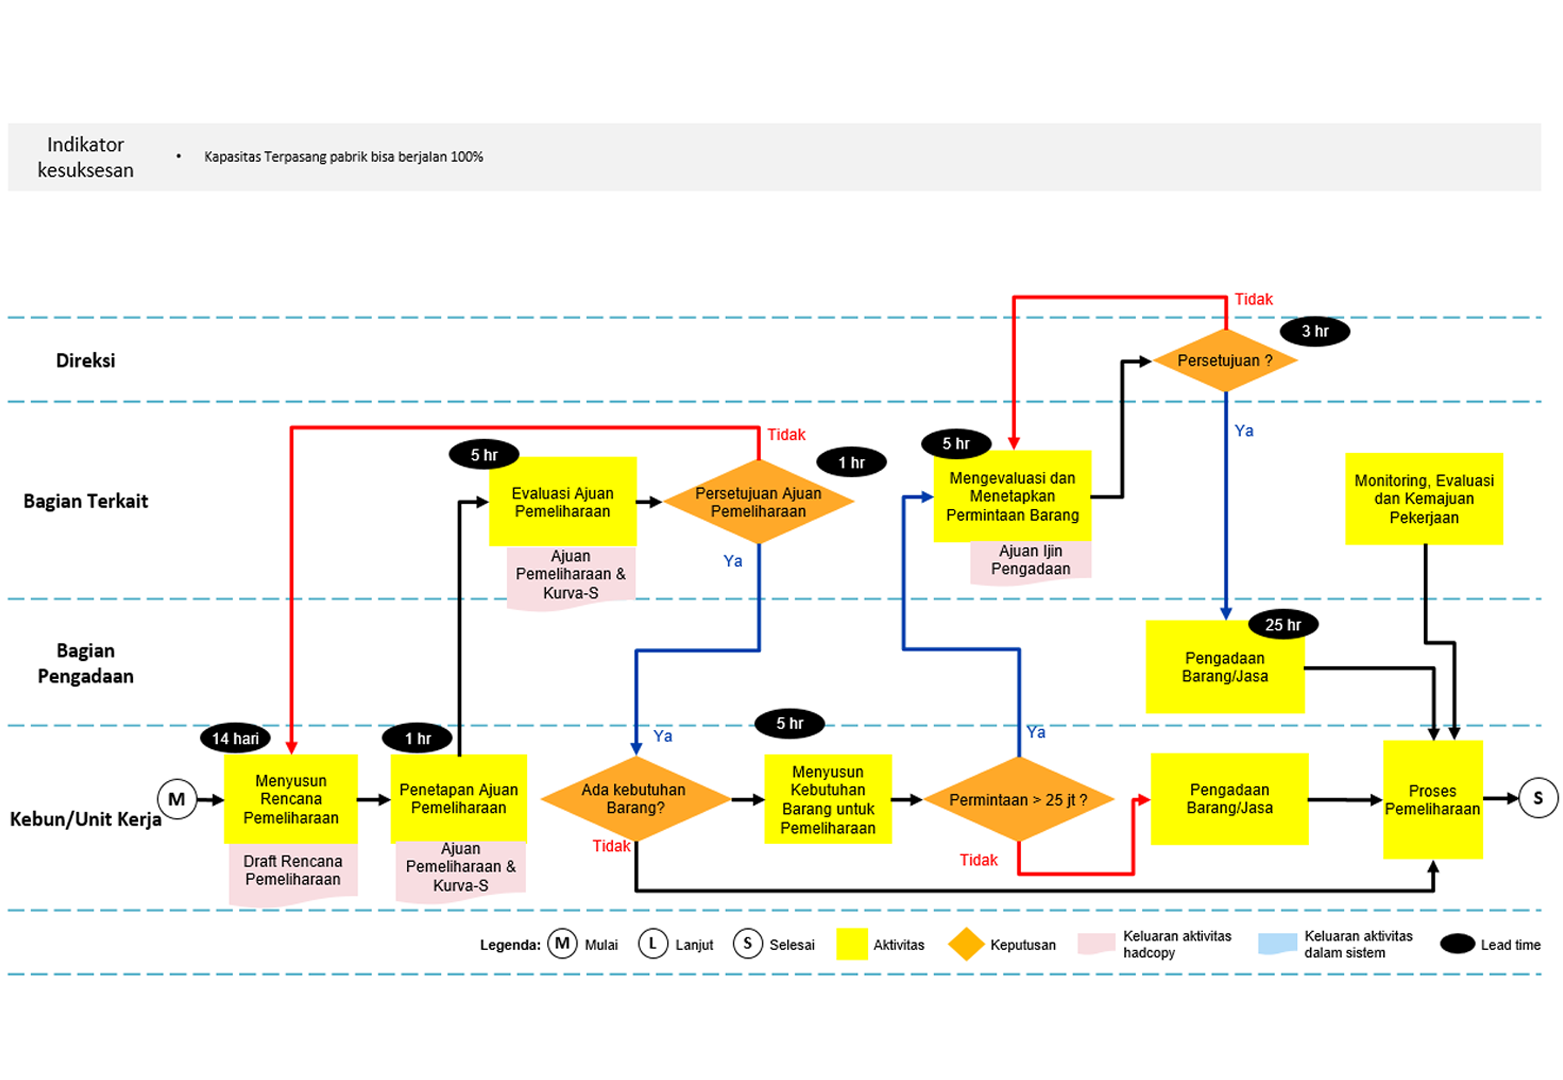 Indikator
kesuksesan
• Kapasitas Terpasang pabrik bisa berjalan 100%
Tidak
3 hr
Direksi
Persetujuan ?
Tidak
Ya
5 hr
1 hr
5 hr
Bagian Terkait
Evaluasi Ajuan
Pemeliharaan
Persetujuan Ajuan
Pemeliharaan
Mengevaluasi dan
Menetapkan
Permintaan Barang
Monitoring, Evaluasi
dan Kemajuan
Pekerjaan
Ajuan
Pemeliharaan &
Kurva-S
Ya
Ajuan Ijin
Pengadaan
Bagian
Pengadaan
25 hr
Pengadaan
Barang/Jasa
14 hari
1 hr
Ya
5 hr
Ya
Kebun/Unit Kerja
M
Menyusun
Rencana
Pemeliharaan
Penetapan Ajuan
Pemeliharaan
Ada kebutuhan
Barang?
Menyusun
Kebutuhan
Barang untuk
Pemeliharaan
Permintaan > 25 jt ?
Pengadaan
Barang/Jasa
Proses
Pemeliharaan
S
Tidak
Tidak
Draft Rencana
Pemeliharaan
Ajuan
Pemeliharaan &
Kurva-S
Legenda: M Mulai L Lanjut S Selesai Aktivitas Keputusan
Keluaran aktivitas
hadcopy
Keluaran aktivitas
dalam sistem
Lead time